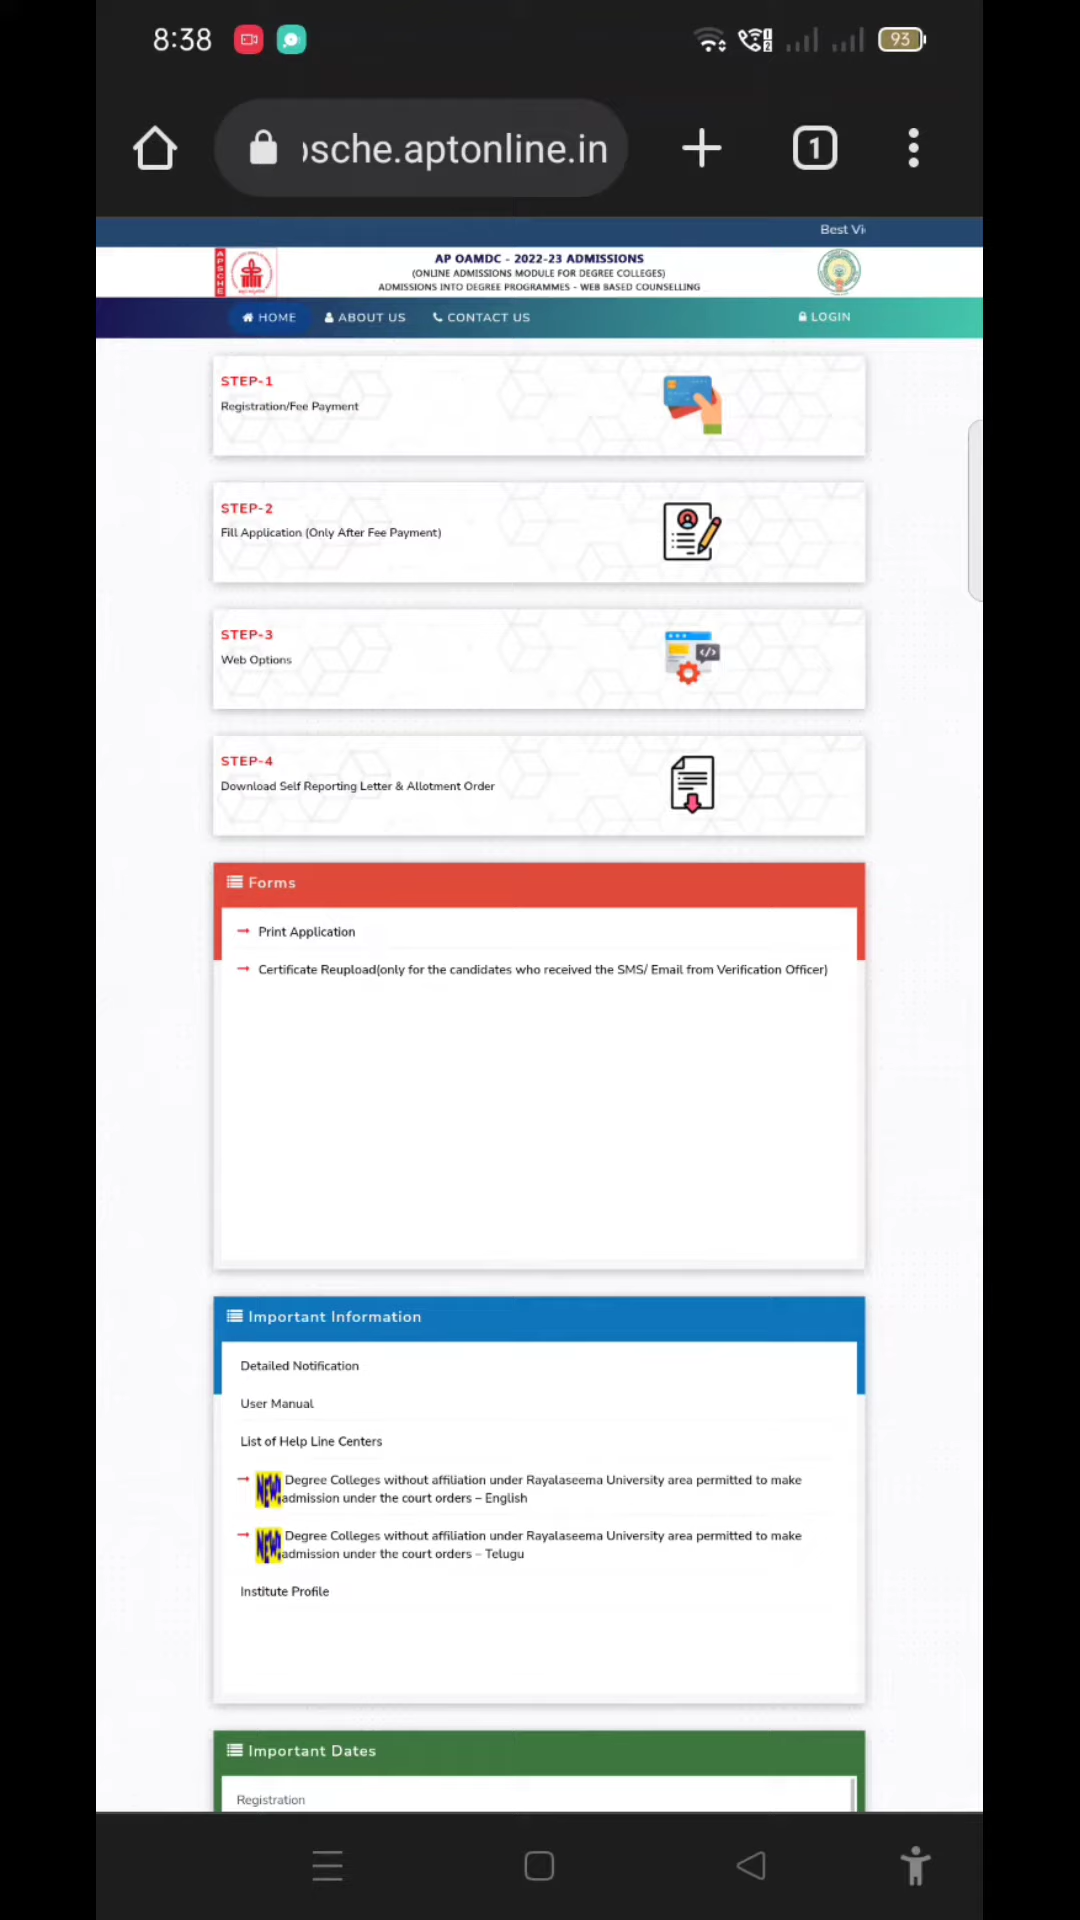 8:38
93
osche.aptonline.in
1
Best Vi
APSCHE
AP OAMDC - 2022-23 ADMISSIONS
(ONLINE ADMISSIONS MODULE FOR DEGREE COLLEGES)
ADMISSIONS INTO DEGREE PROGRAMMES - WEB BASED COUNSELLING
HOME ABOUT US CONTACT US LOGIN
STEP-1
Registration/Fee Payment
STEP-2
Fill Application (Only After Fee Payment)
STEP-3
Web Options
STEP-4
Download Self Reporting Letter & Allotment Order
Forms
Print Application
Certificate Reupload(only for the candidates who received the SMS/ Email from Verification Officer)
Important Information
Detailed Notification
User Manual
List of Help Line Centers
NEW Degree Colleges without affiliation under Rayalaseema University area permitted to make
admission under the court orders – English
NEW Degree Colleges without affiliation under Rayalaseema University area permitted to make
admission under the court orders – Telugu
Institute Profile
Important Dates
Registration